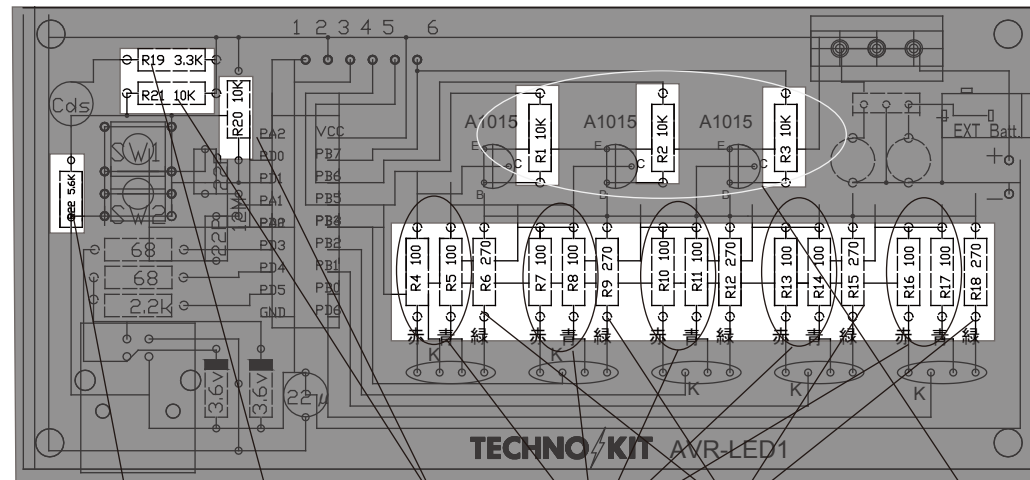 1 2 3 4 5 6
R19 3.3K
R21 10K
R20 10K
Cds
R22 5.6K
SW1
SW2
22P
12M
PA2
PD0
PD1
PA1
PD3
PD4
PD5
GND
VCC
PB7
PB6
PB5
PB3
PB2
PB1
PB0
PD6
68
68
2.2K
3.6v
3.6v
22μ
A1015 A1015 A1015
R1 10K
R2 10K
R3 10K
E C B
E C B
E C B
EXT Batt.
+
-
R4 100
R5 100
R6 270
R7 100
R8 100
R9 270
R10 100
R11 100
R12 270
R13 100
R14 100
R15 270
R16 100
R17 100
R18 270
赤 青 緑 赤 青 緑 赤 青 緑 赤 青 緑 赤 青 緑
K K K K K
TECHNO KIT AVR-LED1